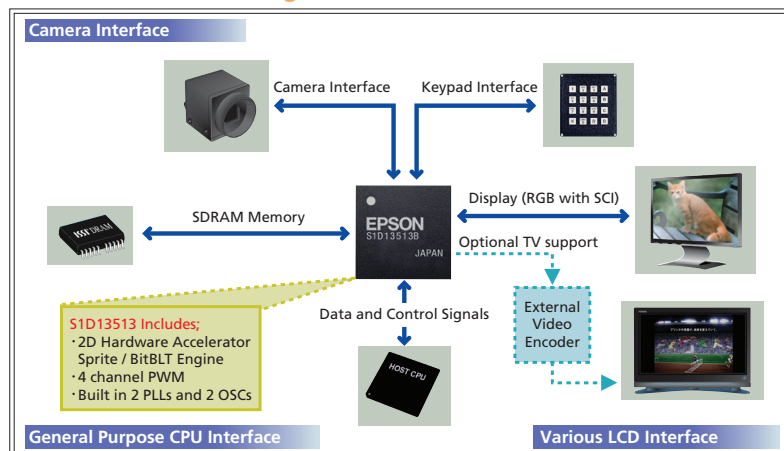 Camera Interface
Camera Interface
Keypad Interface
SDRAM Memory
ISSI DRAM
EPSON
S1D13513B
JAPAN
Display (RGB with SCI)
Optional TV support
Data and Control Signals
External
Video
Encoder
HOST CPU
S1D13513 Includes;
・2D Hardware Accelerator
Sprite / BitBLT Engine
・4 channel PWM
・Built in 2 PLLs and 2 OSCs
General Purpose CPU Interface
Various LCD Interface